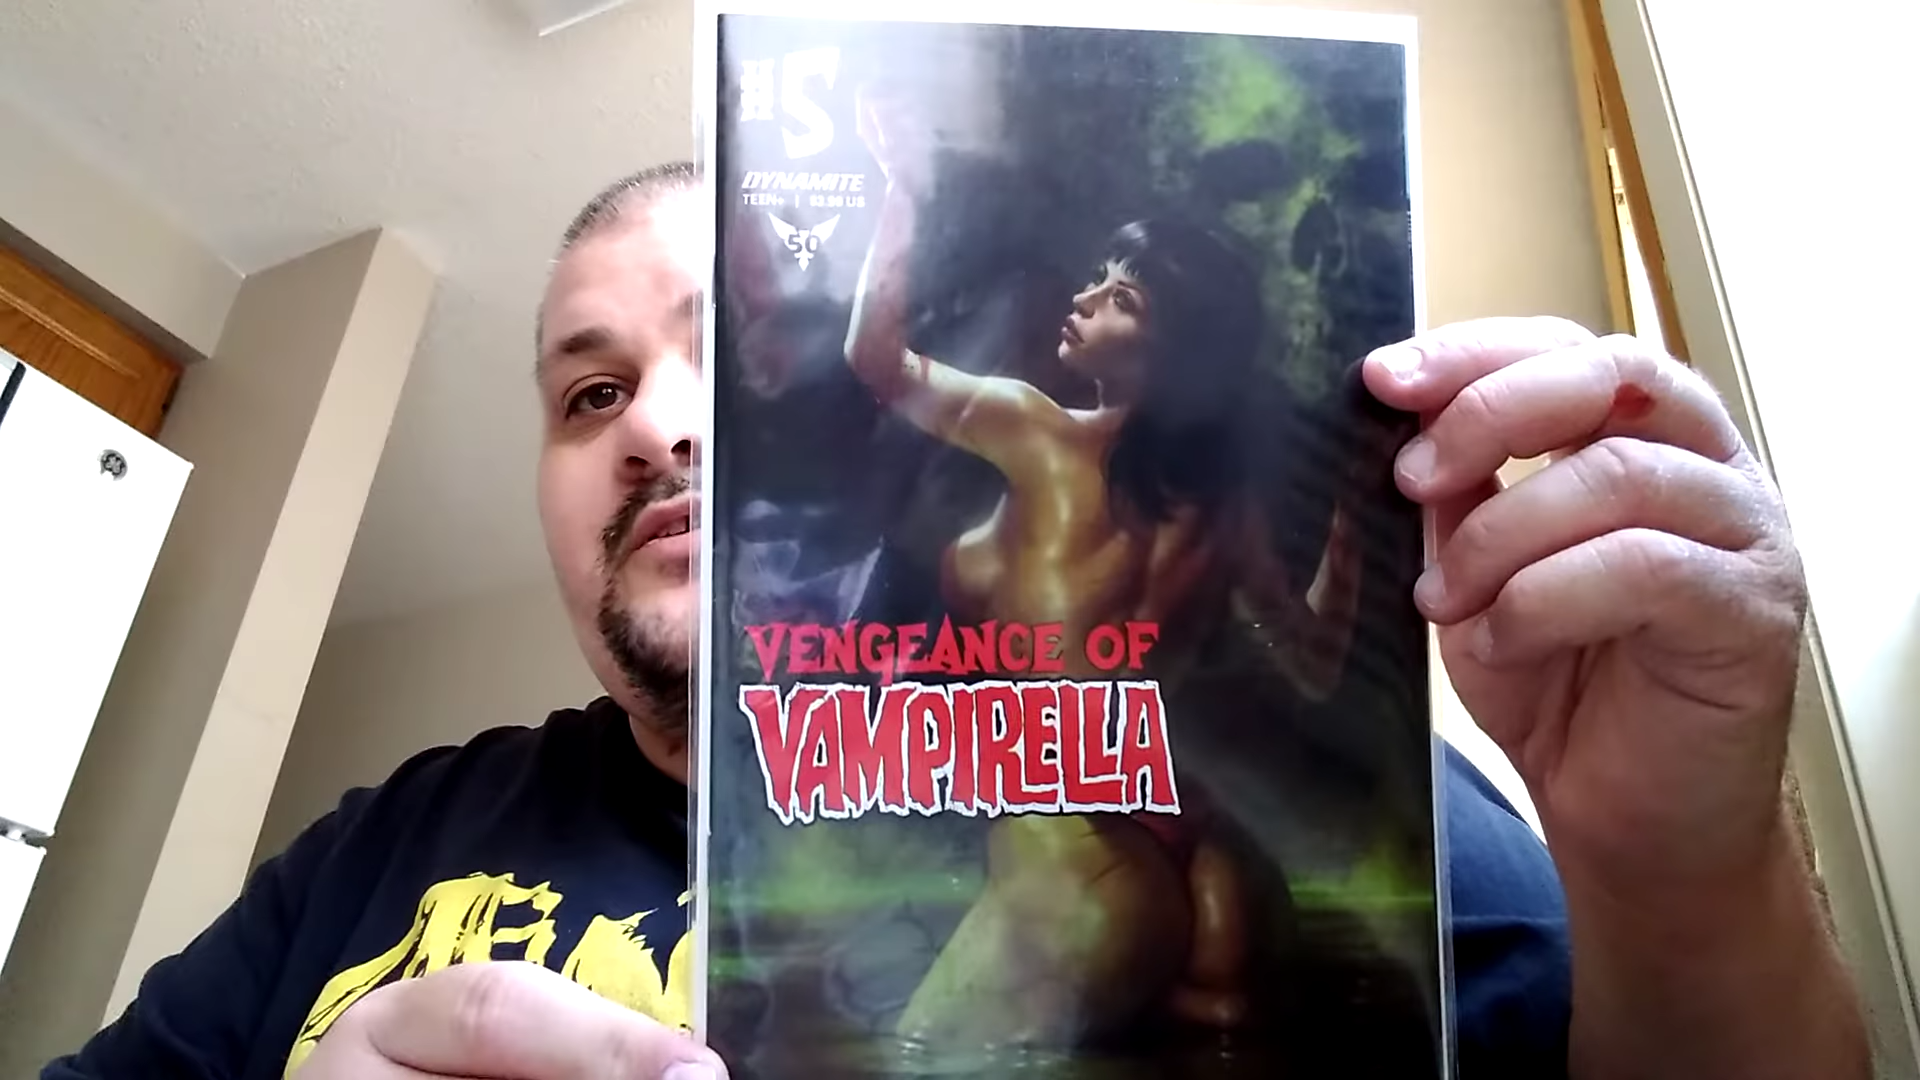 #5
DYNAMITE
TEEN+ | $3.99 US
50
VENGEANCE OF
VAMPIRELLA